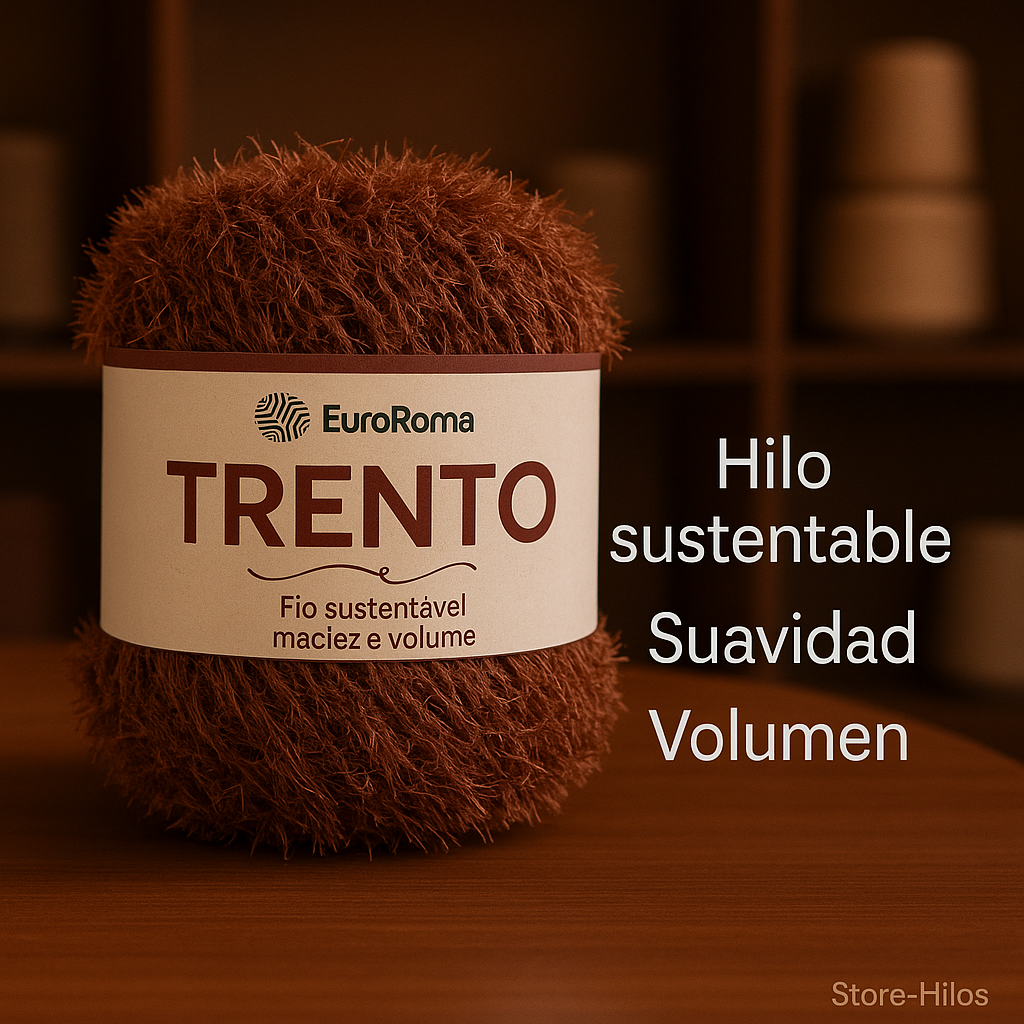 EuroRoma
TRENTO
Fio sustentável
maciez e volume
Hilo
sustentable
Suavidad
Volumen
Store-Hilos